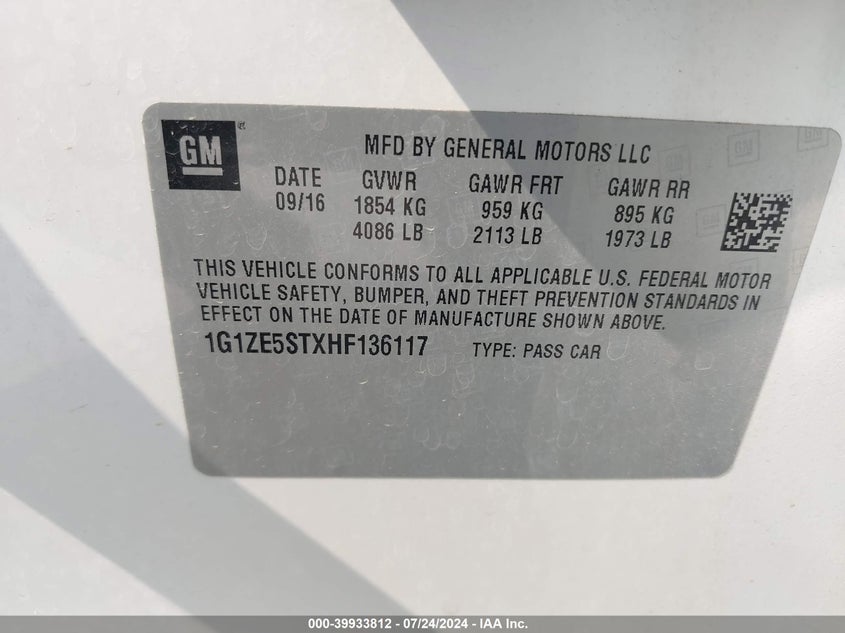 GM
MFD BY GENERAL MOTORS LLC
DATE GVWR GAWR FRT GAWR RR
09/16 1854 KG 959 KG 895 KG
4086 LB 2113 LB 1973 LB
THIS VEHICLE CONFORMS TO ALL APPLICABLE U.S. FEDERAL MOTOR
VEHICLE SAFETY, BUMPER, AND THEFT PREVENTION STANDARDS IN
EFFECT ON THE DATE OF MANUFACTURE SHOWN ABOVE.
1G1ZE5STXHF136117 TYPE: PASS CAR
000-39933812 - 07/24/2024 - IAA Inc.